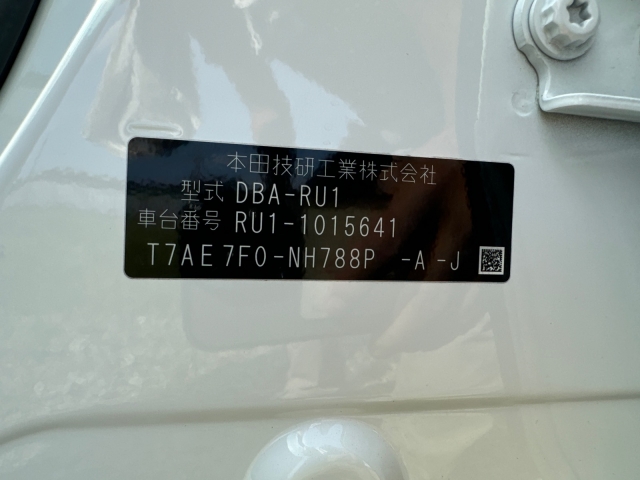 本田技研工業株式会社
型式 DBA-RU1
車台番号 RU1-1015641
T7AE7F0-NH788P -A-J